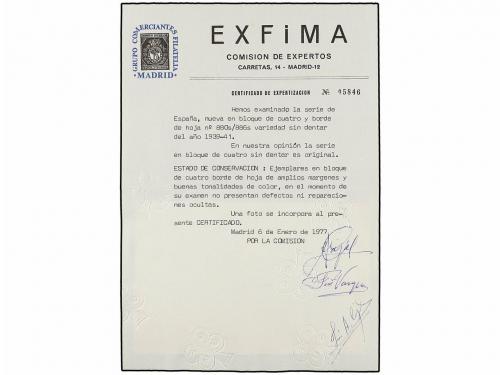 GRUPO COMERCIANTES FILATELIA
MADRID
EXFiMA
COMISION DE EXPERTOS
CARRETAS, 14 - MADRID-12
CERTIFICADO DE EXPERTIZACION Nº 05846
Hemos examinado la serie de
España, nueva en bloque de cuatro y borde
de hoja nº 880s/886s variedad sin dentar
del año 1939-41.
En nuestra opinión la serie
en bloque de cuatro sin dentar es original.
ESTADO DE CONSERVACION : Ejemplares en bloque
de cuatro borde de hoja de amplios margenes y
buenas tonalidades de color, en el momento de
su examen no presentan defectos ni reparacio-
nes ocultas.
Una foto se incorpora al pre-
sente CERTIFICADO.
Madrid 6 de Enero de 1977
POR LA COMISION